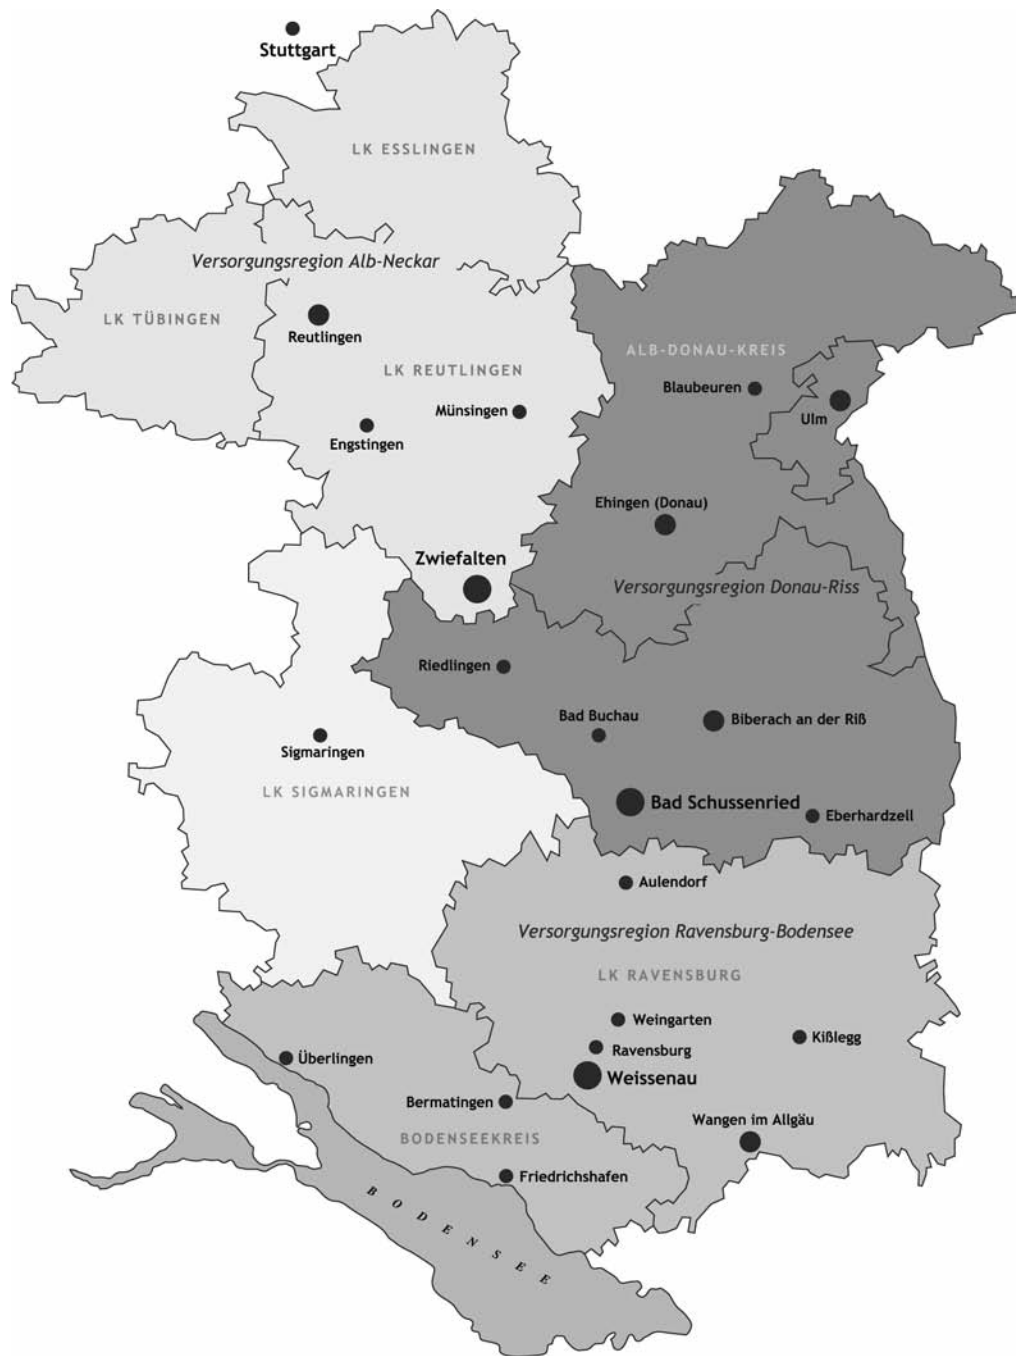 Stuttgart
LK ESSLINGEN
Versorgungsregion Alb-Neckar
LK TÜBINGEN
Reutlingen
LK REUTLINGEN
ALB-DONAU-KREIS
Blaubeuren
Münsingen
Ulm
Engstingen
Ehingen (Donau)
Zwiefalten
Versorgungsregion Donau-Riss
Riedlingen
Bad Buchau
Biberach an der Riß
Sigmaringen
LK SIGMARINGEN
Bad Schussenried
Eberhardzell
Aulendorf
Versorgungsregion Ravensburg-Bodensee
LK RAVENSBURG
Weingarten
Kißlegg
Ravensburg
Überlingen
Weissenau
Bermatingen
Wangen im Allgäu
BODENSEEKREIS
Friedrichshafen
BODENSEE